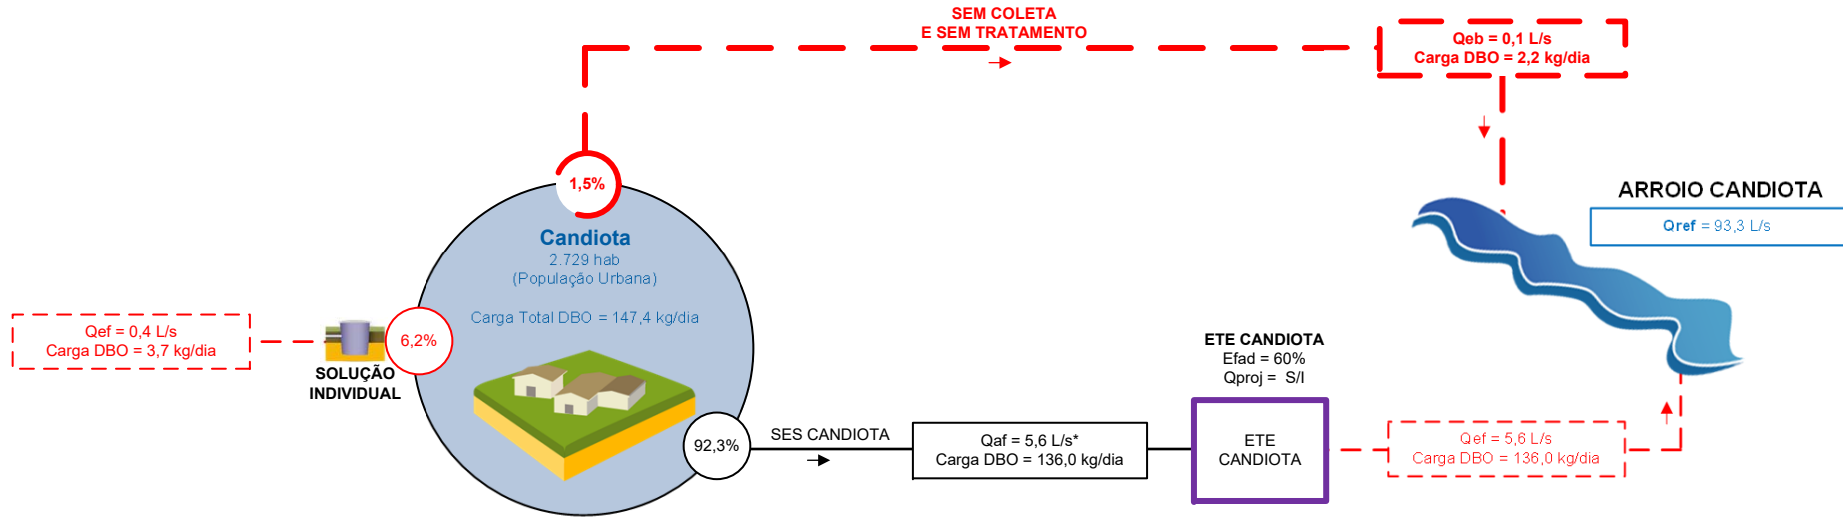 SEM COLETA
E SEM TRATAMENTO
Qeb = 0,1 L/s
Carga DBO = 2,2 kg/dia
1,5%
ARROIO CANDIOTA
Qref = 93,3 L/s
Candiota
2.729 hab
(População Urbana)
Carga Total DBO = 147,4 kg/dia
Qef = 0,4 L/s
Carga DBO = 3,7 kg/dia
6,2%
SOLUÇÃO
INDIVIDUAL
92,3%
SES CANDIOTA
Qaf = 5,6 L/s*
Carga DBO = 136,0 kg/dia
ETE CANDIOTA
Efad = 60%
Qproj = S/I
ETE
CANDIOTA
Qef = 5,6 L/s
Carga DBO = 136,0 kg/dia